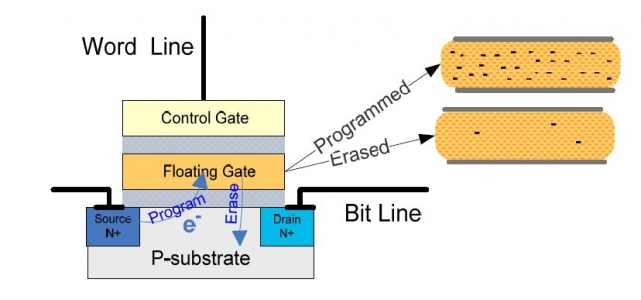 Word Line
Control Gate
Floating Gate
Programmed
Erased
Program
Erase
e-
Source
N+
Drain
N+
Bit Line
P-substrate